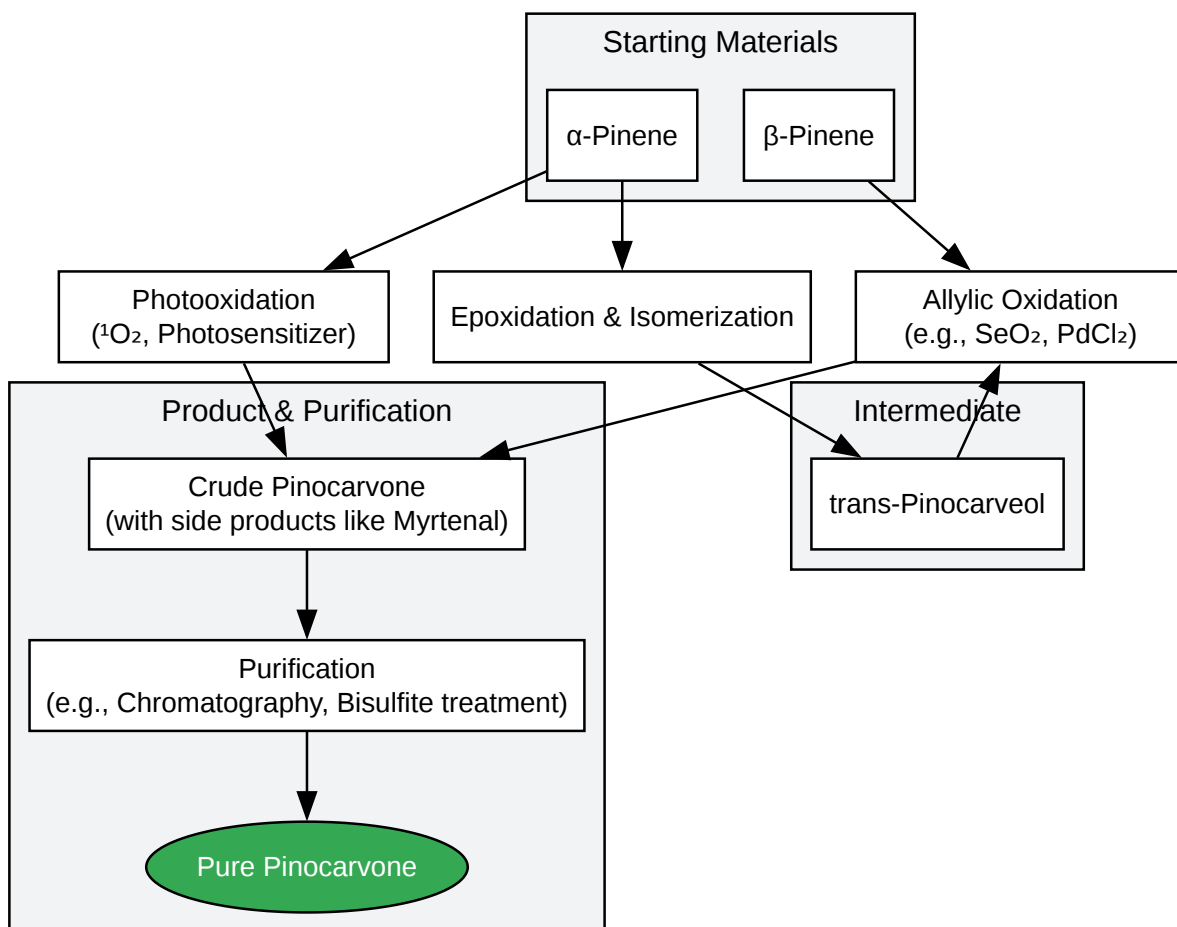 Starting Materials
α-Pinene
β-Pinene
Photooxidation
(¹O₂, Photosensitizer)
Epoxidation & Isomerization
Allylic Oxidation
(e.g., SeO₂, PdCl₂)
Product & Purification
Intermediate
Crude Pinocarvone
(with side products like Myrtenal)
trans-Pinocarveol
Purification
(e.g., Chromatography, Bisulfite treatment)
Pure Pinocarvone